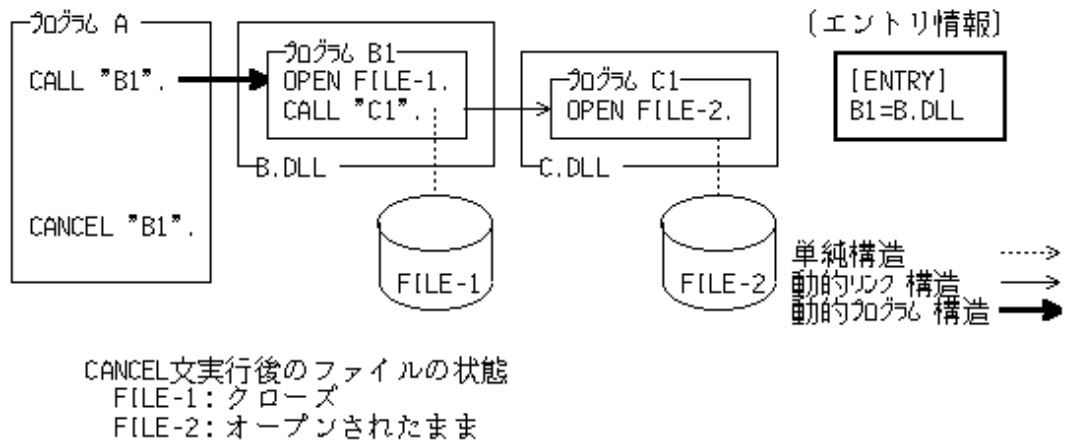 プログラム A
CALL "B1".
CANCEL "B1".
プログラム B1
OPEN FILE-1.
CALL "C1".
B.DLL
FILE-1
プログラム C1
OPEN FILE-2.
C.DLL
FILE-2
〔エントリ情報〕
[ENTRY]
B1=B.DLL
単純構造
動的リンク 構造
動的プログラム 構造
CANCEL文実行後のファイルの状態
FILE-1:クローズ
FILE-2:オープンされたまま